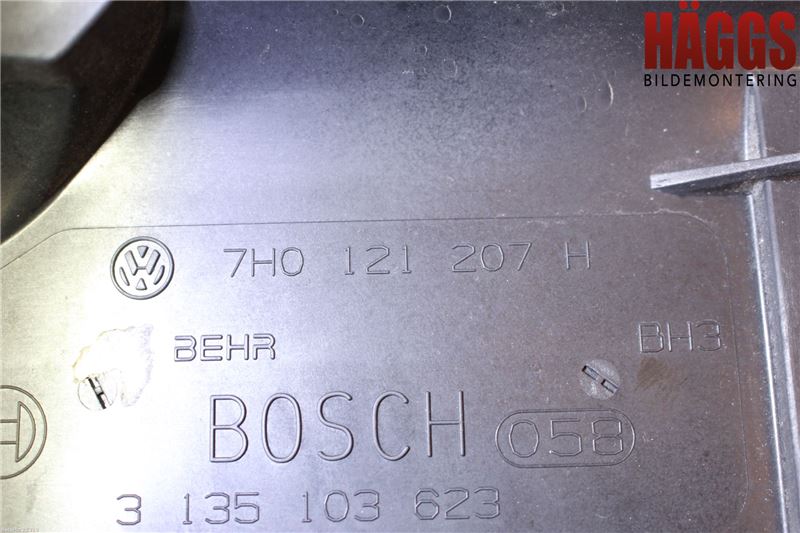 HÄGGS
BILDEMONTERING
7H0 121 207 H
BEHR
BH3
BOSCH 058
3 135 103 623